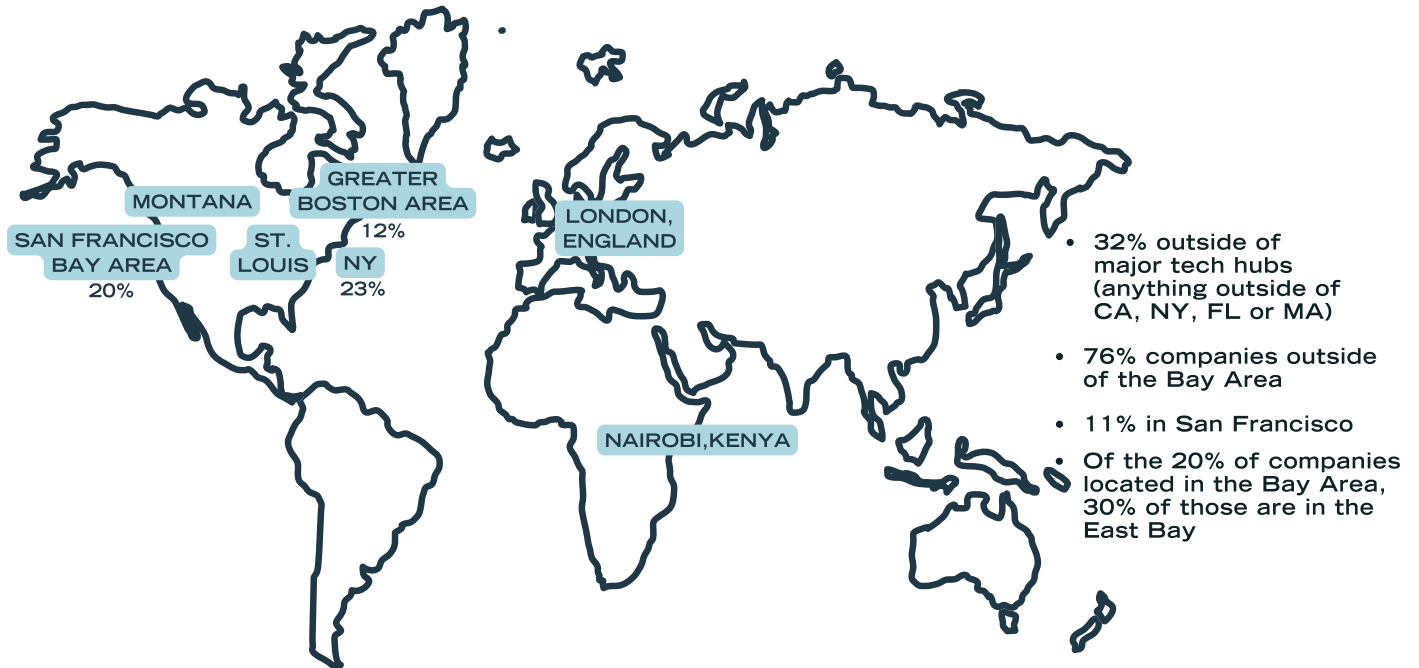 GREATER
BOSTON AREA
12%
MONTANA
SAN FRANCISCO
BAY AREA
20%
ST.
LOUIS
NY
23%
LONDON,
ENGLAND
NAIROBI,KENYA
• 32% outside of
major tech hubs
(anything outside of
CA, NY, FL or MA)
• 76% companies outside
of the Bay Area
• 11% in San Francisco
• Of the 20% of companies
located in the Bay Area,
30% of those are in the
East Bay